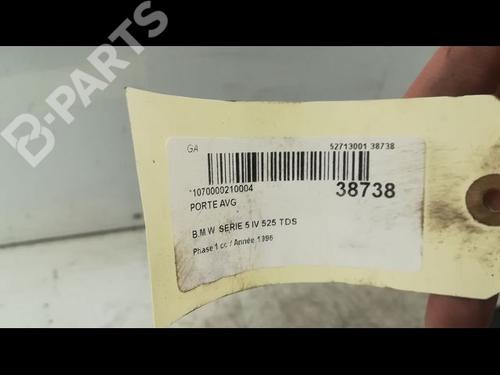 B-PARTS
GA
52713001 38738
*1070000210004
38738
PORTE AVG
B.M.W SERIE 5 IV 525 TDS
Phase 1 cc / Année 1996